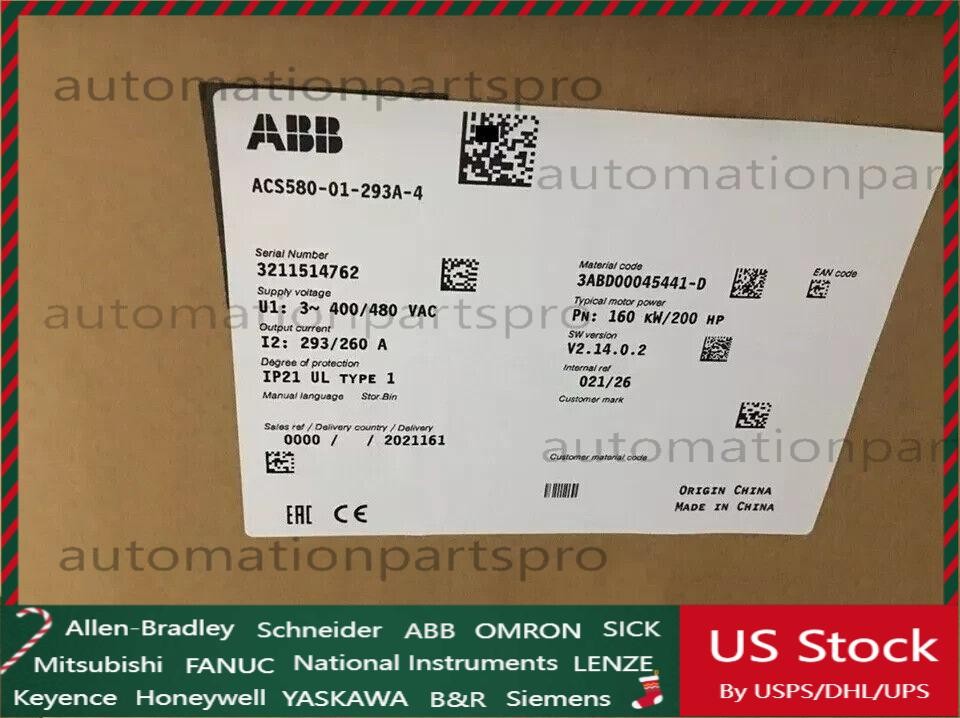 automationpartspro
ABB
ACS580-01-293A-4
automationpar
Serial Number
3211514762
Supply voltage
U1: 3~ 400/480 VAC
Output current
I2: 293/260 A
Degree of protection
IP21 UL TYPE 1
Manual language Stor.Bin
Sales ref / Delivery country / Delivery
0000 / / 2021161
Material code
3ABD00045441-D
EAN code
Typical motor power
PN: 160 KW/200 HP
SW version
V2.14.0.2
Internal ref
021/26
Customer mark
automationpartspro
automationpar
Customer material code
ORIGIN CHINA
MADE IN CHINA
EAC CE
automationpartspro
Allen-Bradley Schneider ABB OMRON SICK
Mitsubishi FANUC National Instruments LENZE
Keyence Honeywell YASKAWA B&R Siemens
US Stock
By USPS/DHL/UPS